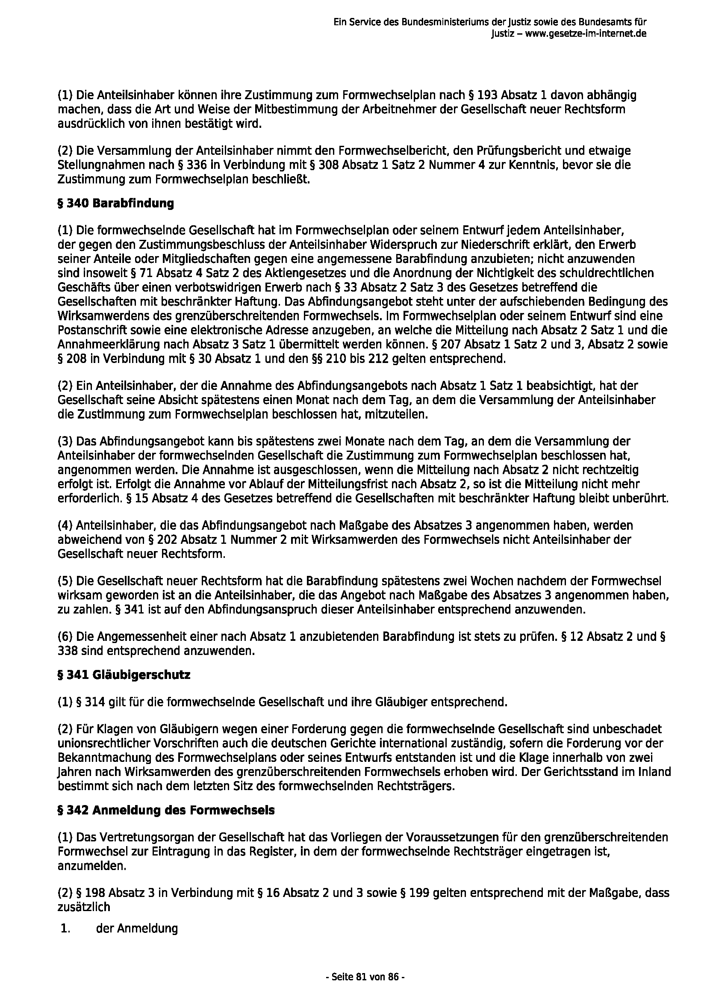 Ein Service des Bundesministeriums der Justiz sowie des Bundesamts für
Justiz – www.gesetze-im-internet.de
(1) Die Anteilsinhaber können ihre Zustimmung zum Formwechselplan nach § 193 Absatz 1 davon abhängig
machen, dass die Art und Weise der Mitbestimmung der Arbeitnehmer der Gesellschaft neuer Rechtsform
ausdrücklich von ihnen bestätigt wird.
(2) Die Versammlung der Anteilsinhaber nimmt den Formwechselbericht, den Prüfungsbericht und etwaige
Stellungnahmen nach § 336 in Verbindung mit § 308 Absatz 1 Satz 2 Nummer 4 zur Kenntnis, bevor sie die
Zustimmung zum Formwechselplan beschließt.
§ 340 Barabfindung
(1) Die formwechselnde Gesellschaft hat im Formwechselplan oder seinem Entwurf jedem Anteilsinhaber,
der gegen den Zustimmungsbeschluss der Anteilsinhaber Widerspruch zur Niederschrift erklärt, den Erwerb
seiner Anteile oder Mitgliedschaften gegen eine angemessene Barabfindung anzubieten; nicht anzuwenden
sind insoweit § 71 Absatz 4 Satz 2 des Aktiengesetzes und die Anordnung der Nichtigkeit des schuldrechtlichen
Geschäfts über einen verbotswidrigen Erwerb nach § 33 Absatz 2 Satz 3 des Gesetzes betreffend die
Gesellschaften mit beschränkter Haftung. Das Abfindungsangebot steht unter der aufschiebenden Bedingung des
Wirksamwerdens des grenzüberschreitenden Formwechsels. Im Formwechselplan oder seinem Entwurf sind eine
Postanschrift sowie eine elektronische Adresse anzugeben, an welche die Mitteilung nach Absatz 2 Satz 1 und die
Annahmeerklärung nach Absatz 3 Satz 1 übermittelt werden können. § 207 Absatz 1 Satz 2 und 3, Absatz 2 sowie
§ 208 in Verbindung mit § 30 Absatz 1 und den §§ 210 bis 212 gelten entsprechend.
(2) Ein Anteilsinhaber, der die Annahme des Abfindungsangebots nach Absatz 1 Satz 1 beabsichtigt, hat der
Gesellschaft seine Absicht spätestens einen Monat nach dem Tag, an dem die Versammlung der Anteilsinhaber
die Zustimmung zum Formwechselplan beschlossen hat, mitzuteilen.
(3) Das Abfindungsangebot kann bis spätestens zwei Monate nach dem Tag, an dem die Versammlung der
Anteilsinhaber der formwechselnden Gesellschaft die Zustimmung zum Formwechselplan beschlossen hat,
angenommen werden. Die Annahme ist ausgeschlossen, wenn die Mitteilung nach Absatz 2 nicht rechtzeitig
erfolgt ist. Erfolgt die Annahme vor Ablauf der Mitteilungsfrist nach Absatz 2, so ist die Mitteilung nicht mehr
erforderlich. § 15 Absatz 4 des Gesetzes betreffend die Gesellschaften mit beschränkter Haftung bleibt unberührt.
(4) Anteilsinhaber, die das Abfindungsangebot nach Maßgabe des Absatzes 3 angenommen haben, werden
abweichend von § 202 Absatz 1 Nummer 2 mit Wirksamwerden des Formwechsels nicht Anteilsinhaber der
Gesellschaft neuer Rechtsform.
(5) Die Gesellschaft neuer Rechtsform hat die Barabfindung spätestens zwei Wochen nachdem der Formwechsel
wirksam geworden ist an die Anteilsinhaber, die das Angebot nach Maßgabe des Absatzes 3 angenommen haben,
zu zahlen. § 341 ist auf den Abfindungsanspruch dieser Anteilsinhaber entsprechend anzuwenden.
(6) Die Angemessenheit einer nach Absatz 1 anzubietenden Barabfindung ist stets zu prüfen. § 12 Absatz 2 und §
338 sind entsprechend anzuwenden.
§ 341 Gläubigerschutz
(1) § 314 gilt für die formwechselnde Gesellschaft und ihre Gläubiger entsprechend.
(2) Für Klagen von Gläubigern wegen einer Forderung gegen die formwechselnde Gesellschaft sind unbeschadet
unionsrechtlicher Vorschriften auch die deutschen Gerichte international zuständig, sofern die Forderung vor der
Bekanntmachung des Formwechselplans oder seines Entwurfs entstanden ist und die Klage innerhalb von zwei
Jahren nach Wirksamwerden des grenzüberschreitenden Formwechsels erhoben wird. Der Gerichtsstand im Inland
bestimmt sich nach dem letzten Sitz des formwechselnden Rechtsträgers.
§ 342 Anmeldung des Formwechsels
(1) Das Vertretungsorgan der Gesellschaft hat das Vorliegen der Voraussetzungen für den grenzüberschreitenden
Formwechsel zur Eintragung in das Register, in dem der formwechselnde Rechtsträger eingetragen ist,
anzumelden.
(2) § 198 Absatz 3 in Verbindung mit § 16 Absatz 2 und 3 sowie § 199 gelten entsprechend mit der Maßgabe, dass
zusätzlich
1. der Anmeldung
- Seite 81 von 86 -